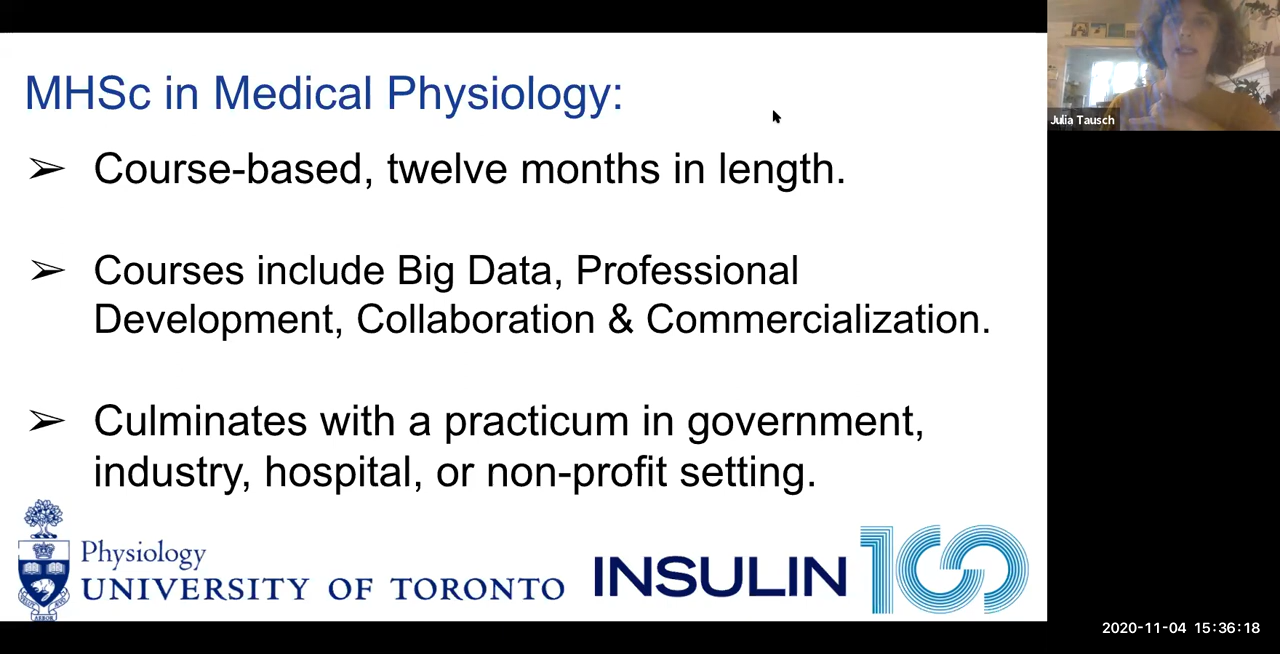 MHSc in Medical Physiology:
➢ Course-based, twelve months in length.
➢ Courses include Big Data, Professional
Development, Collaboration & Commercialization.
➢ Culminates with a practicum in government,
industry, hospital, or non-profit setting.
Physiology
UNIVERSITY OF TORONTO
ARBOR
INSULIN 100
Julia Tausch
2020-11-04 15:36:18